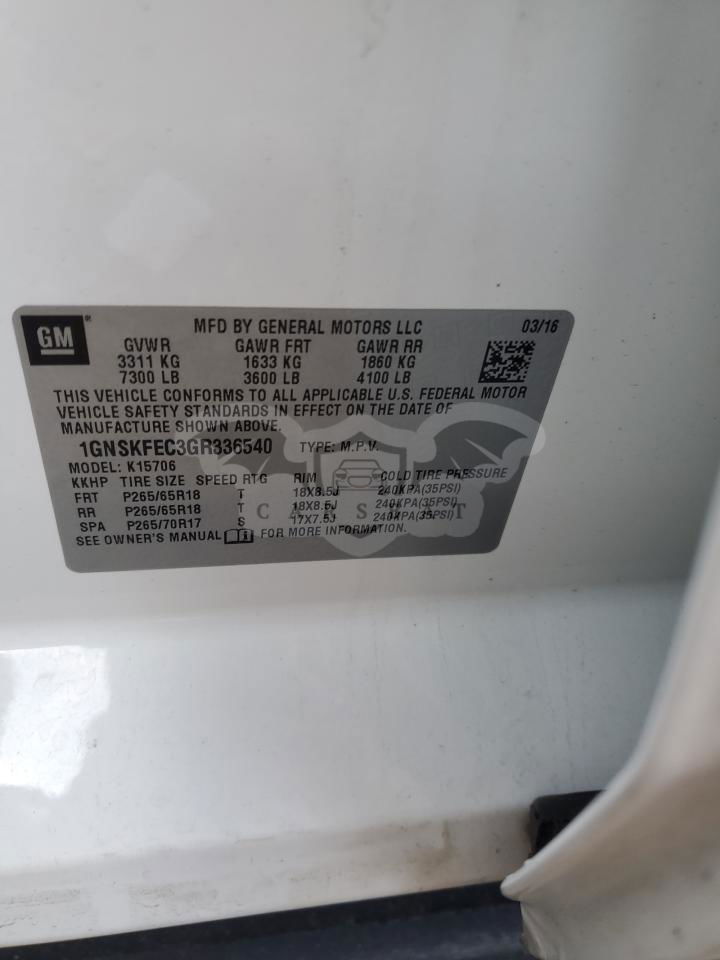 GM ® MFD BY GENERAL MOTORS LLC 03/16
GVWR GAWR FRT GAWR RR
3311 KG 1633 KG 1860 KG
7300 LB 3600 LB 4100 LB
THIS VEHICLE CONFORMS TO ALL APPLICABLE U.S. FEDERAL MOTOR
VEHICLE SAFETY STANDARDS IN EFFECT ON THE DATE OF
MANUFACTURE SHOWN ABOVE.
1GNSKFEC3GR336540 TYPE: M.P.V.
MODEL: K15706
KKHP TIRE SIZE SPEED RTG RIM COLD TIRE PRESSURE
FRT P265/65R18 T 18X8.5J 240KPA(35PSI)
RR P265/65R18 T 18X8.5J 240KPA(35PSI)
SPA P265/70R17 S 17X7.5J 240KPA(35PSI)
SEE OWNER'S MANUAL FOR MORE INFORMATION.